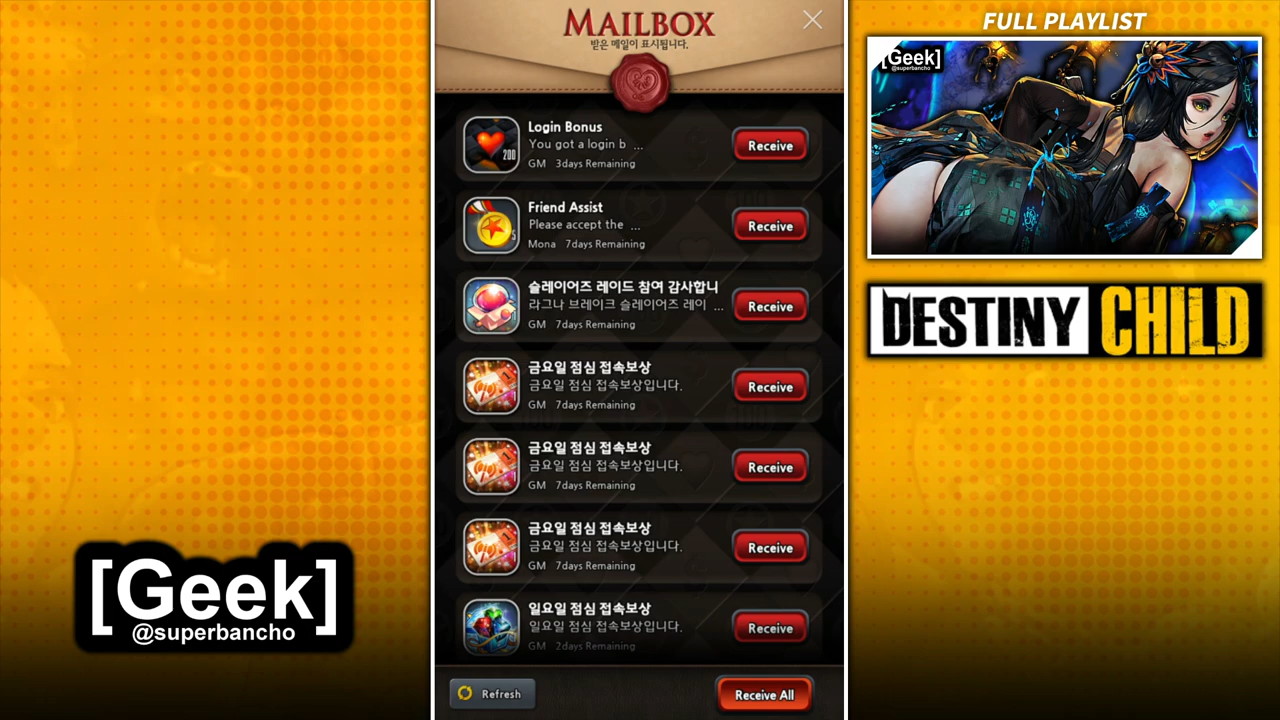 MAILBOX
받은 메일이 표시됩니다.
Login Bonus
You got a login b ...
GM 3days Remaining
200
Receive
Friend Assist
Please accept the ...
Mona 7days Remaining
5
Receive
슬레이어즈 레이드 참여 감사합니
라그나 브레이크 슬레이어즈 레이 ...
GM 7days Remaining
Receive
금요일 점심 접속보상
금요일 점심 접속보상입니다.
GM 7days Remaining
Receive
금요일 점심 접속보상
금요일 점심 접속보상입니다.
GM 7days Remaining
Receive
금요일 점심 접속보상
금요일 점심 접속보상입니다.
GM 7days Remaining
Receive
일요일 점심 접속보상
일요일 점심 접속보상입니다.
GM 2days Remaining
Receive
Refresh
Receive All
[Geek]
@superbancho
FULL PLAYLIST
[Geek]
@superbancho
DESTINY CHILD